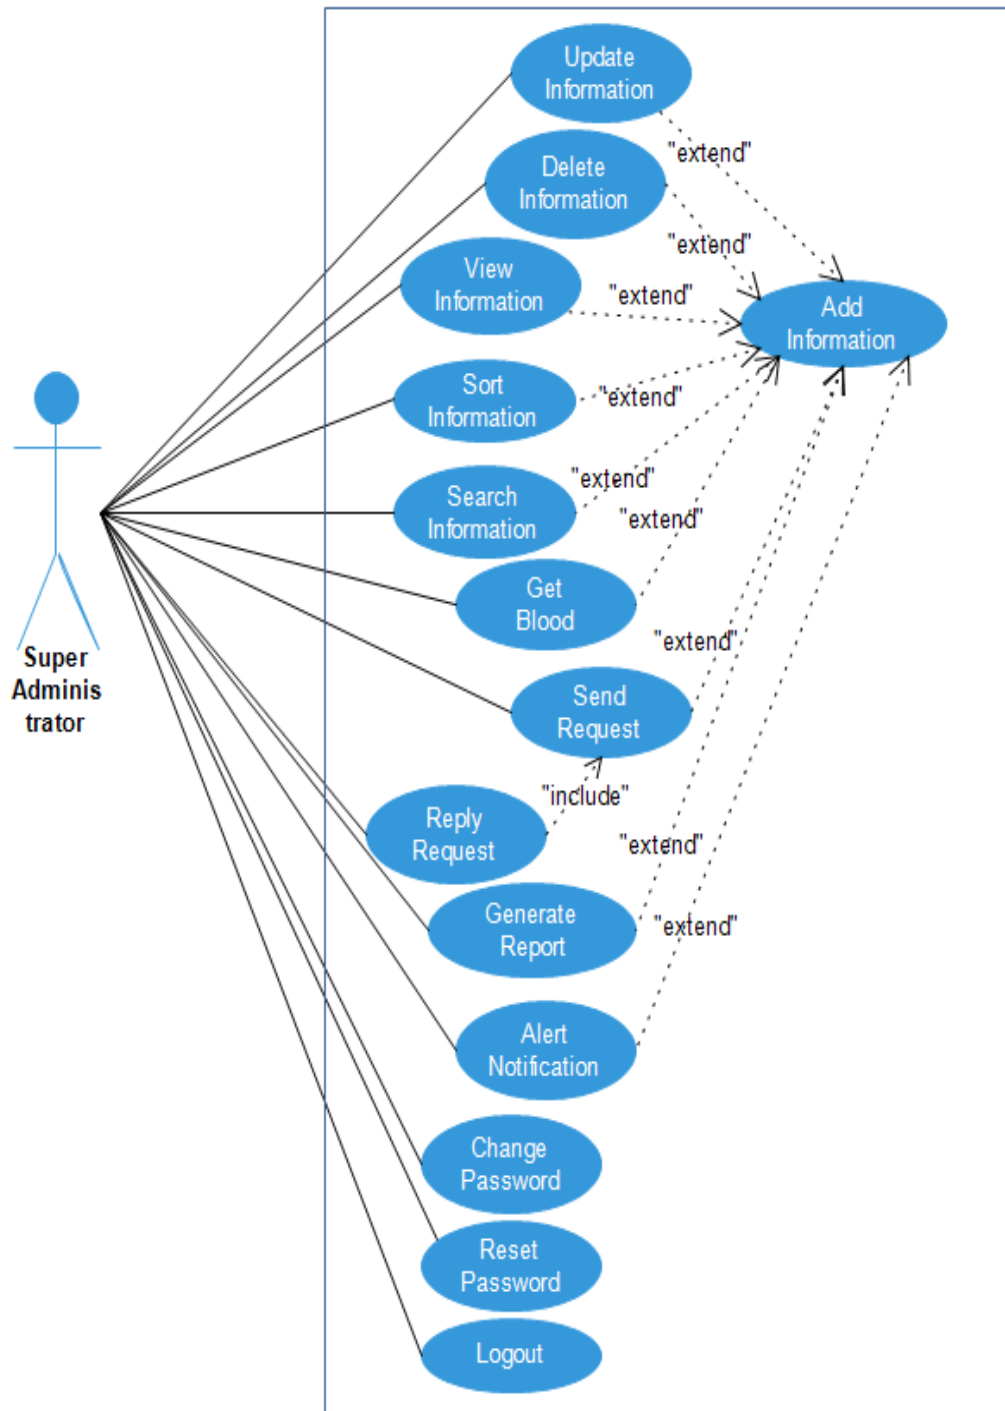 Update
Information
"extend"
Delete
Information
"extend"
View
Information
"extend"
Add
Information
Sort
Information
"extend"
Search
Information
"extend"
"extend"
Get
Blood
"extend"
Super
Adminis
trator
Send
Request
"include"
Reply
Request
"extend"
Generate
Report
"extend"
Alert
Notification
Change
Password
Reset
Password
Logout